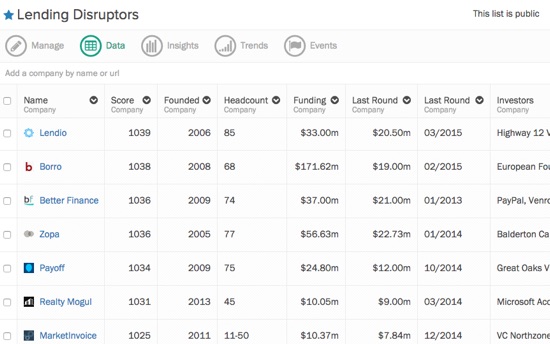 Lending Disruptors
This list is public
Manage Data Insights Trends Events
Add a company by name or url
Name Score Founded Headcount Funding Last Round Last Round Investors
Company Company Company Company Company Company Company Company
Lendio 1039 2006 85 $33.00m $20.50m 03/2015 Highway 12 V
b Borro 1038 2008 68 $171.62m $19.00m 02/2015 European Fou
bf Better Finance 1036 2009 74 $37.00m $21.00m 01/2013 PayPal, Venro
Zopa 1036 2005 77 $56.63m $22.73m 01/2014 Balderton Ca
Payoff 1034 2009 75 $24.80m $12.00m 10/2014 Great Oaks V
Realty Mogul 1031 2013 45 $10.05m $9.00m 03/2014 Microsoft Acc
MarketInvoice 1025 2011 11-50 $10.37m $7.84m 12/2014 VC Northzone